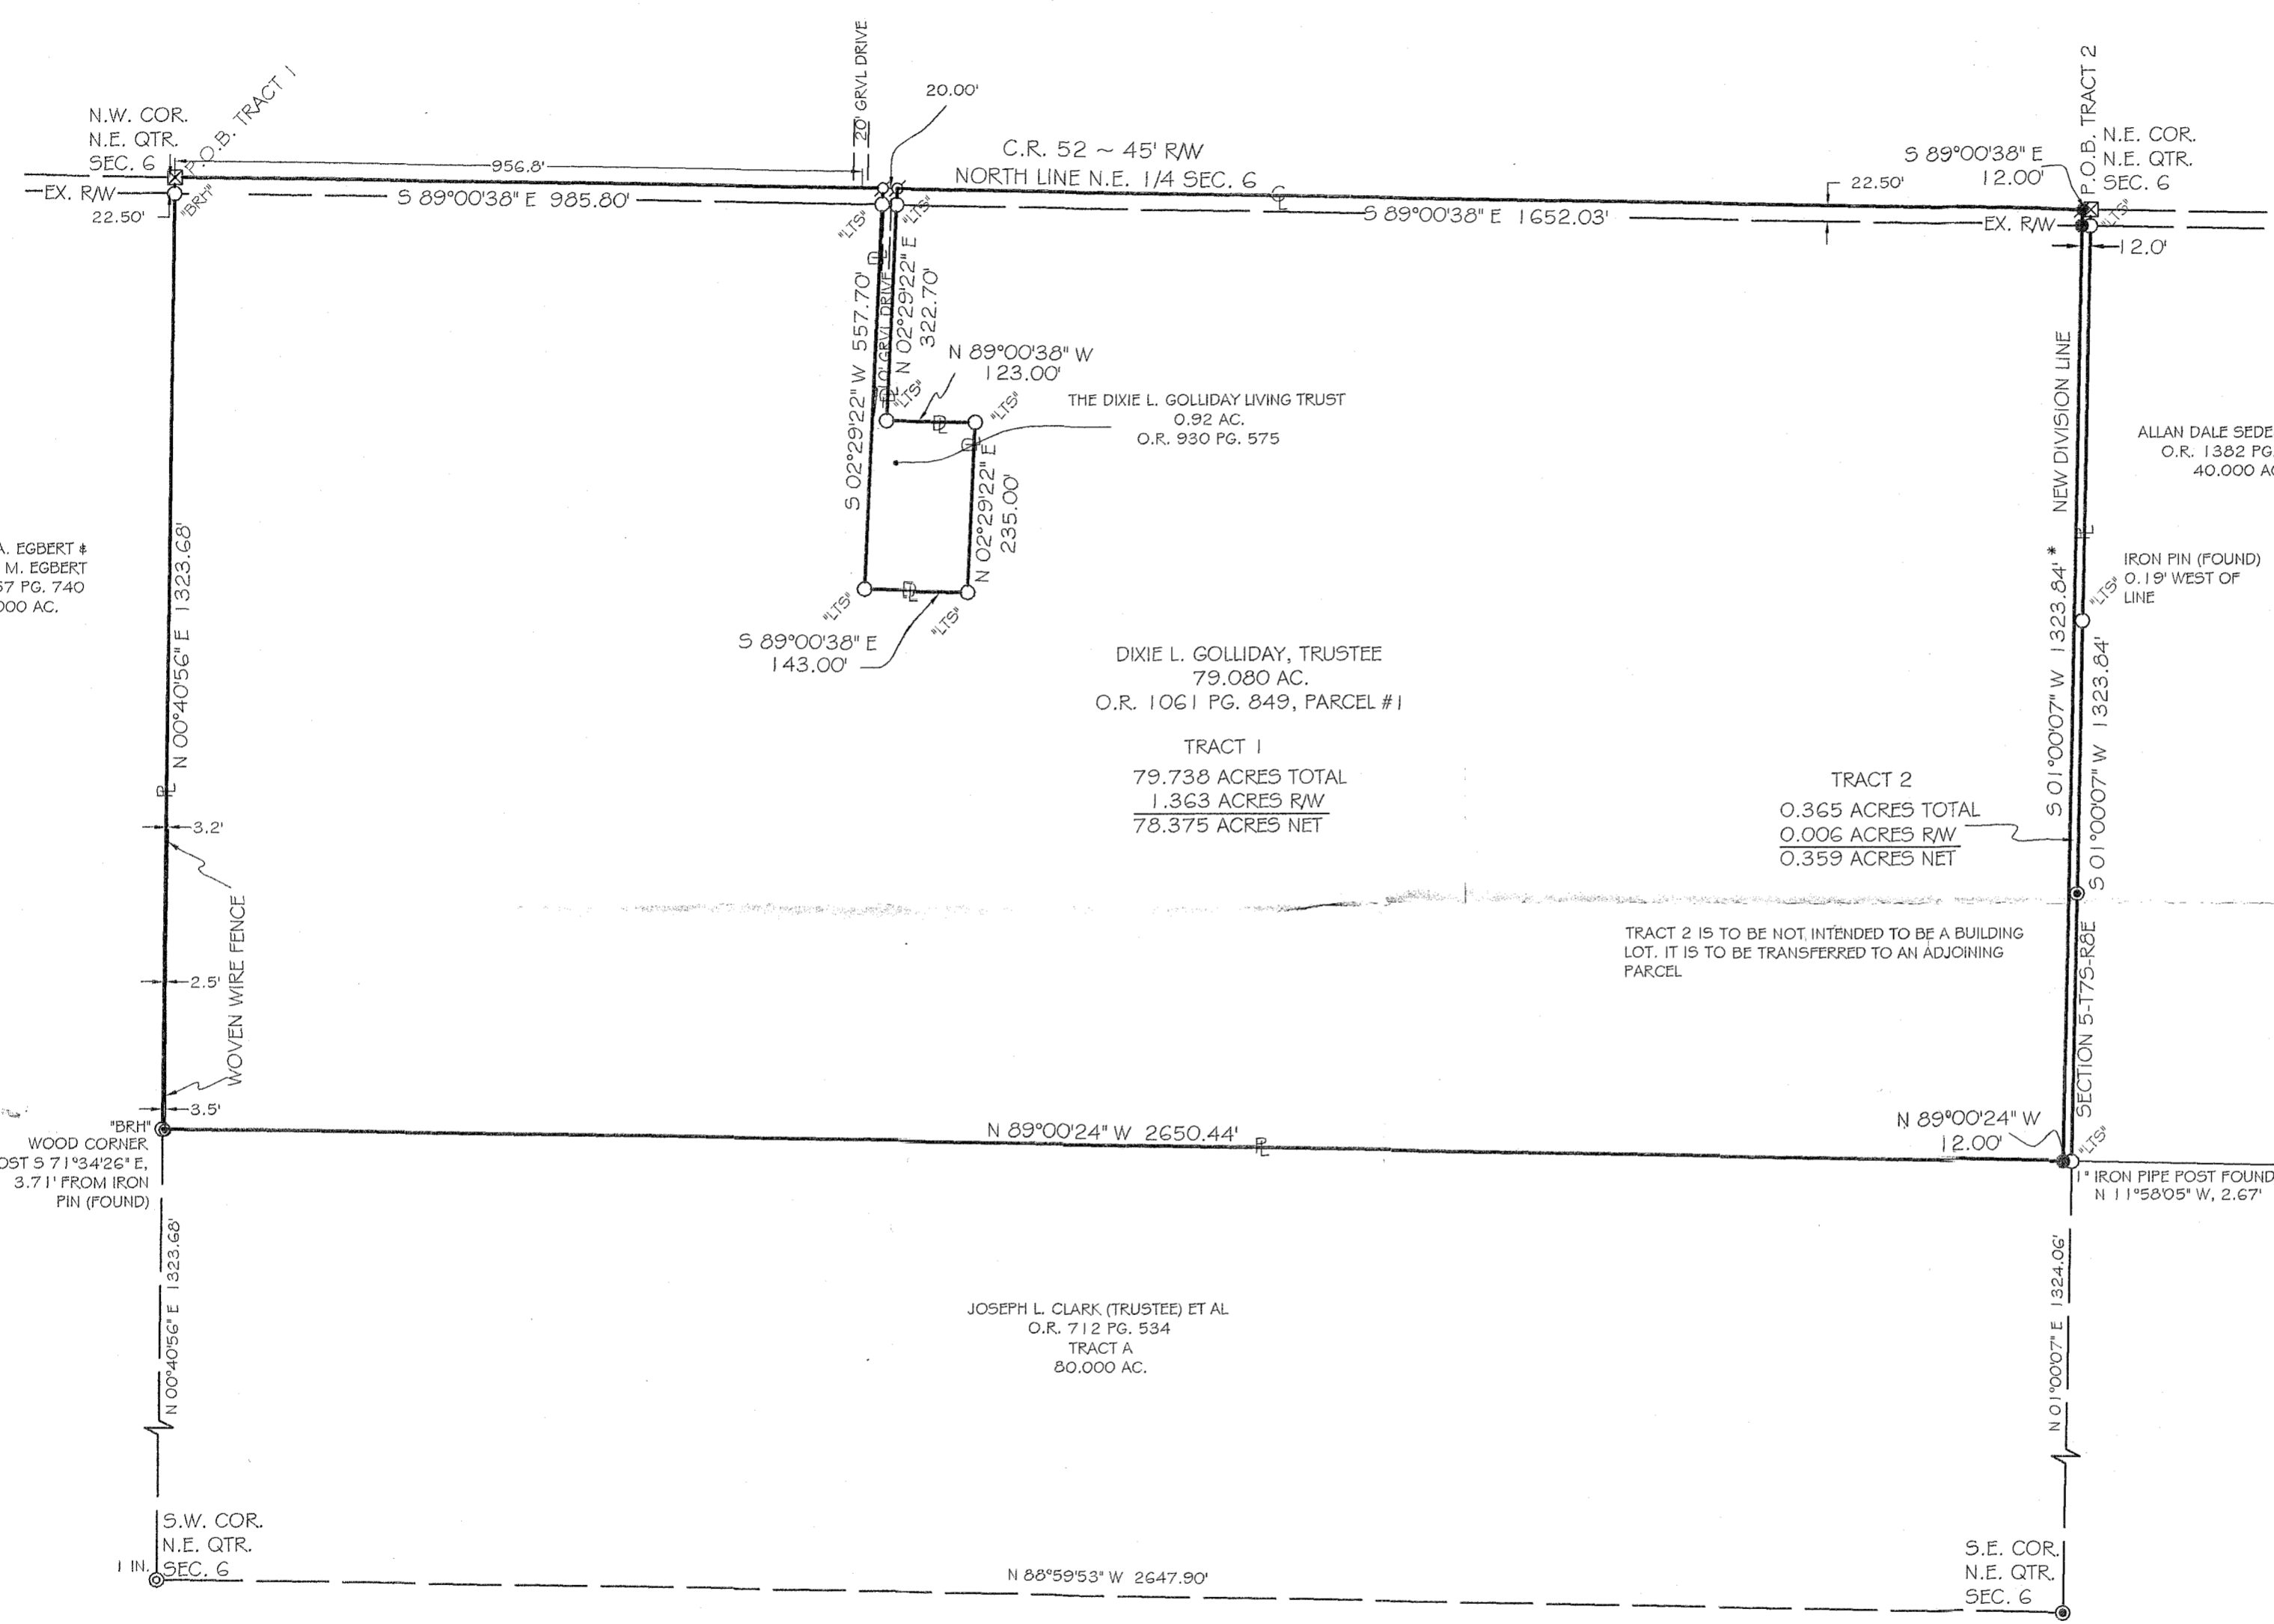 20' GRVL DRIVE
20.00'
P.O.B. TRACT 1
N.W. COR.
N.E. QTR.
SEC. 6
956.8'
C.R. 52 ~ 45' R/W
NORTH LINE N.E. 1/4 SEC. 6
S 89°00'38" E
12.00'
P.O.B. TRACT 2
N.E. COR.
N.E. QTR.
SEC. 6
22.50'
EX. R/W
22.50'
"BRH"
S 89°00'38" E 985.80'
"LTS"
"LTS"
S 89°00'38" E 1652.03'
EX. R/W
"LTS"
12.0'
S 02°29'22" W 557.70'
GRVL DRIVE
N 02°29'22" E
322.70'
"LTS"
N 89°00'38" W
123.00'
"LTS"
THE DIXIE L. GOLLIDAY LIVING TRUST
0.92 AC.
O.R. 930 PG. 575
N 02°29'22" E
235.00'
"LTS"
"LTS"
S 89°00'38" E
143.00'
NEW DIVISION LINE
S 01°00'07" W 1323.84' *
ALLAN DALE SEDE
O.R. 1382 PG.
40.000 AC
IRON PIN (FOUND)
0.19' WEST OF
LINE
"LTS"
S 01°00'07" W 1323.84'
A. EGBERT &
M. EGBERT
57 PG. 740
000 AC.
N 00°40'56" E 1323.68'
DIXIE L. GOLLIDAY, TRUSTEE
79.080 AC.
O.R. 1061 PG. 849, PARCEL #1
TRACT 1
79.738 ACRES TOTAL
1.363 ACRES R/W
78.375 ACRES NET
TRACT 2
0.365 ACRES TOTAL
0.006 ACRES R/W
0.359 ACRES NET
3.2'
WOVEN WIRE FENCE
2.5'
3.5'
TRACT 2 IS TO BE NOT INTENDED TO BE A BUILDING
LOT. IT IS TO BE TRANSFERRED TO AN ADJOINING
PARCEL
SECTION 5-T7S-R8E
"BRH"
WOOD CORNER
OST S 71°34'26" E,
3.71' FROM IRON
PIN (FOUND)
N 89°00'24" W 2650.44'
N 89°00'24" W
12.00'
"LTS"
1" IRON PIPE POST FOUND
N 11°58'05" W, 2.67'
N 00°40'56" E 1323.68'
N 01°00'07" E 1324.06'
JOSEPH L. CLARK (TRUSTEE) ET AL
O.R. 712 PG. 534
TRACT A
80.000 AC.
S.W. COR.
N.E. QTR.
SEC. 6
1 IN.
N 88°59'53" W 2647.90'
S.E. COR.
N.E. QTR.
SEC. 6